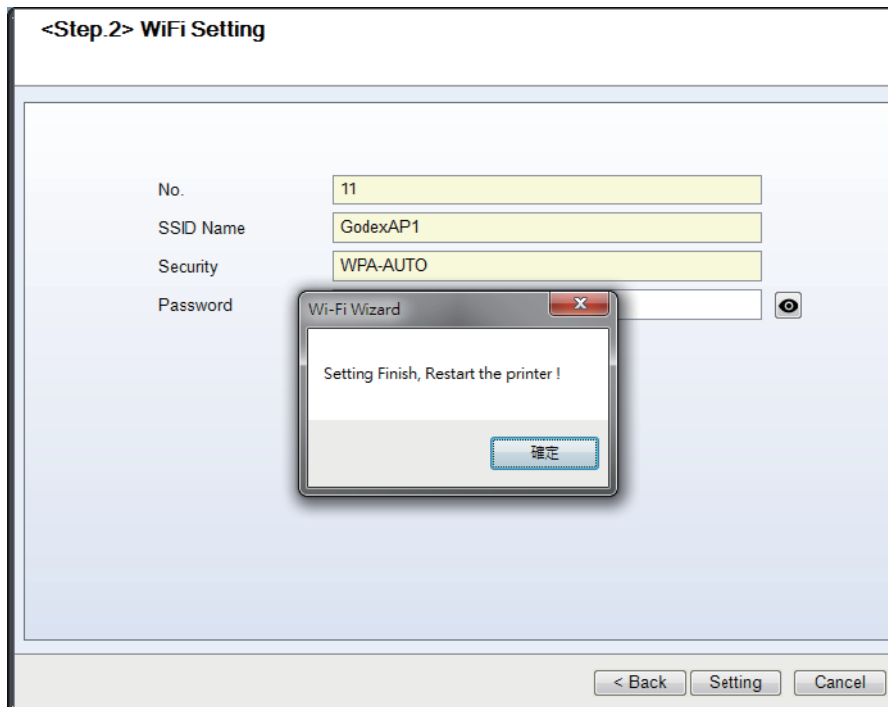 <Step.2> WiFi Setting
No. 11
SSID Name GodexAP1
Security WPA-AUTO
Password
Wi-Fi Wizard
Setting Finish, Restart the printer !
確定
< Back Setting Cancel